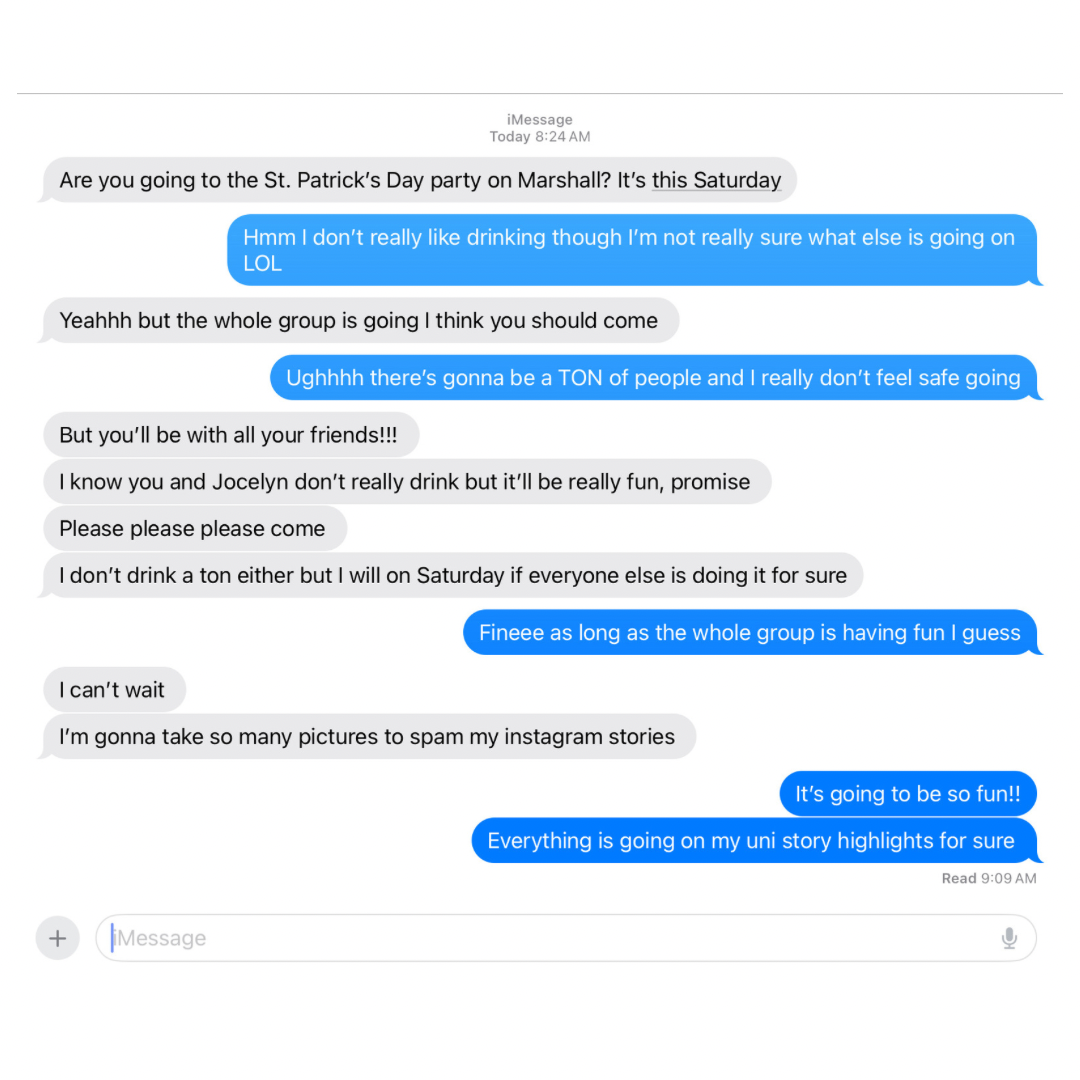 iMessage
Today 8:24 AM
Are you going to the St. Patrick’s Day party on Marshall? It’s this Saturday
Hmm I don’t really like drinking though I’m not really sure what else is going on
LOL
Yeahhh but the whole group is going I think you should come
Ughhhh there’s gonna be a TON of people and I really don’t feel safe going
But you’ll be with all your friends!!!
I know you and Jocelyn don’t really drink but it’ll be really fun, promise
Please please please come
I don’t drink a ton either but I will on Saturday if everyone else is doing it for sure
Fineee as long as the whole group is having fun I guess
I can’t wait
I’m gonna take so many pictures to spam my instagram stories
It’s going to be so fun!!
Everything is going on my uni story highlights for sure
Read 9:09 AM
iMessage